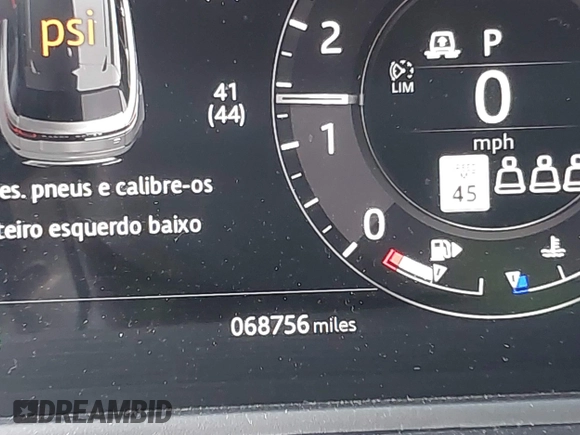 psi
41
(44)
es. pneus e calibre-os
teiro esquerdo baixo
068756 miles
2
1
0
P
LIM
0
mph
45
DREAMBID